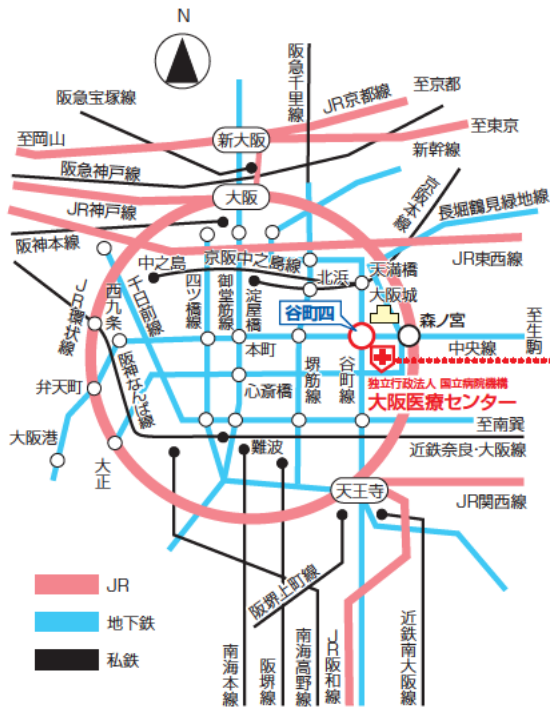 N
阪急宝塚線
阪急千里線
JR京都線
至京都
至岡山
新大阪
至東京
新幹線
阪急神戸線
大阪
京阪本線
長堀鶴見緑地線
JR神戸線
阪神本線
中之島
京阪中之島線
天満橋
JR東西線
北浜
大阪城
西九条
千日前線
四ツ橋線
御堂筋線
淀屋橋
谷町四
森ノ宮
至生駒
JR環状線
本町
中央線
阪神なんば線
堺筋線
谷町線
弁天町
心斎橋
独立行政法人 国立病院機構
大阪医療センター
大阪港
至南巽
大正
難波
近鉄奈良・大阪線
天王寺
JR関西線
阪堺上町線
JR
地下鉄
私鉄
南海本線
阪堺線
南海高野線
JR阪和線
近鉄南大阪線